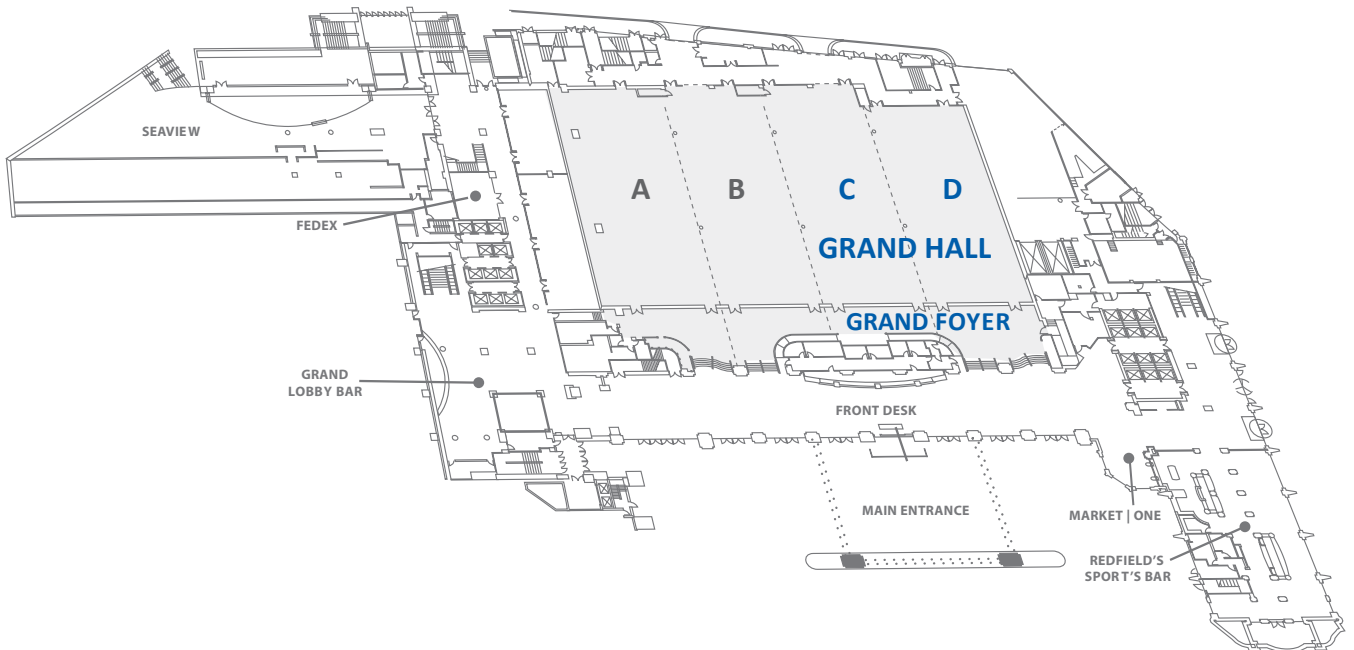 SEAVIEW
A
B
C
D
FEDEX
GRAND HALL
GRAND FOYER
GRAND
LOBBY BAR
FRONT DESK
MAIN ENTRANCE
MARKET | ONE
REDFIELD'S
SPORT'S BAR